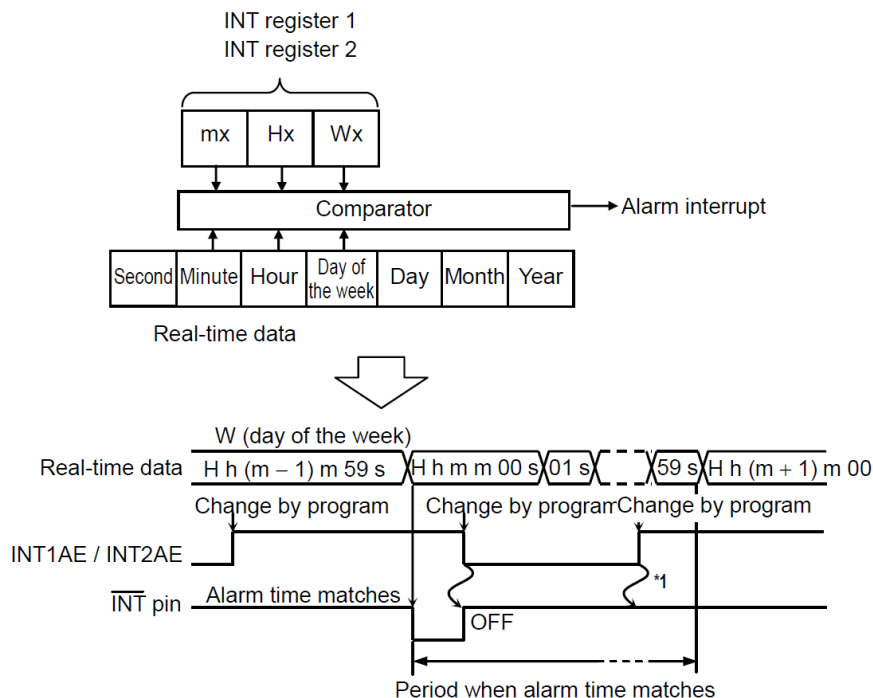 INT register 1
INT register 2
mx Hx Wx
Comparator
Alarm interrupt
Second Minute Hour Day of the week Day Month Year
Real-time data
W (day of the week)
Real-time data H h (m − 1) m 59 s H h m m 00 s 01 s 59 s H h (m + 1) m 00
Change by program Change by program Change by program
INT1AE / INT2AE
*1
INT pin Alarm time matches
OFF
Period when alarm time matches